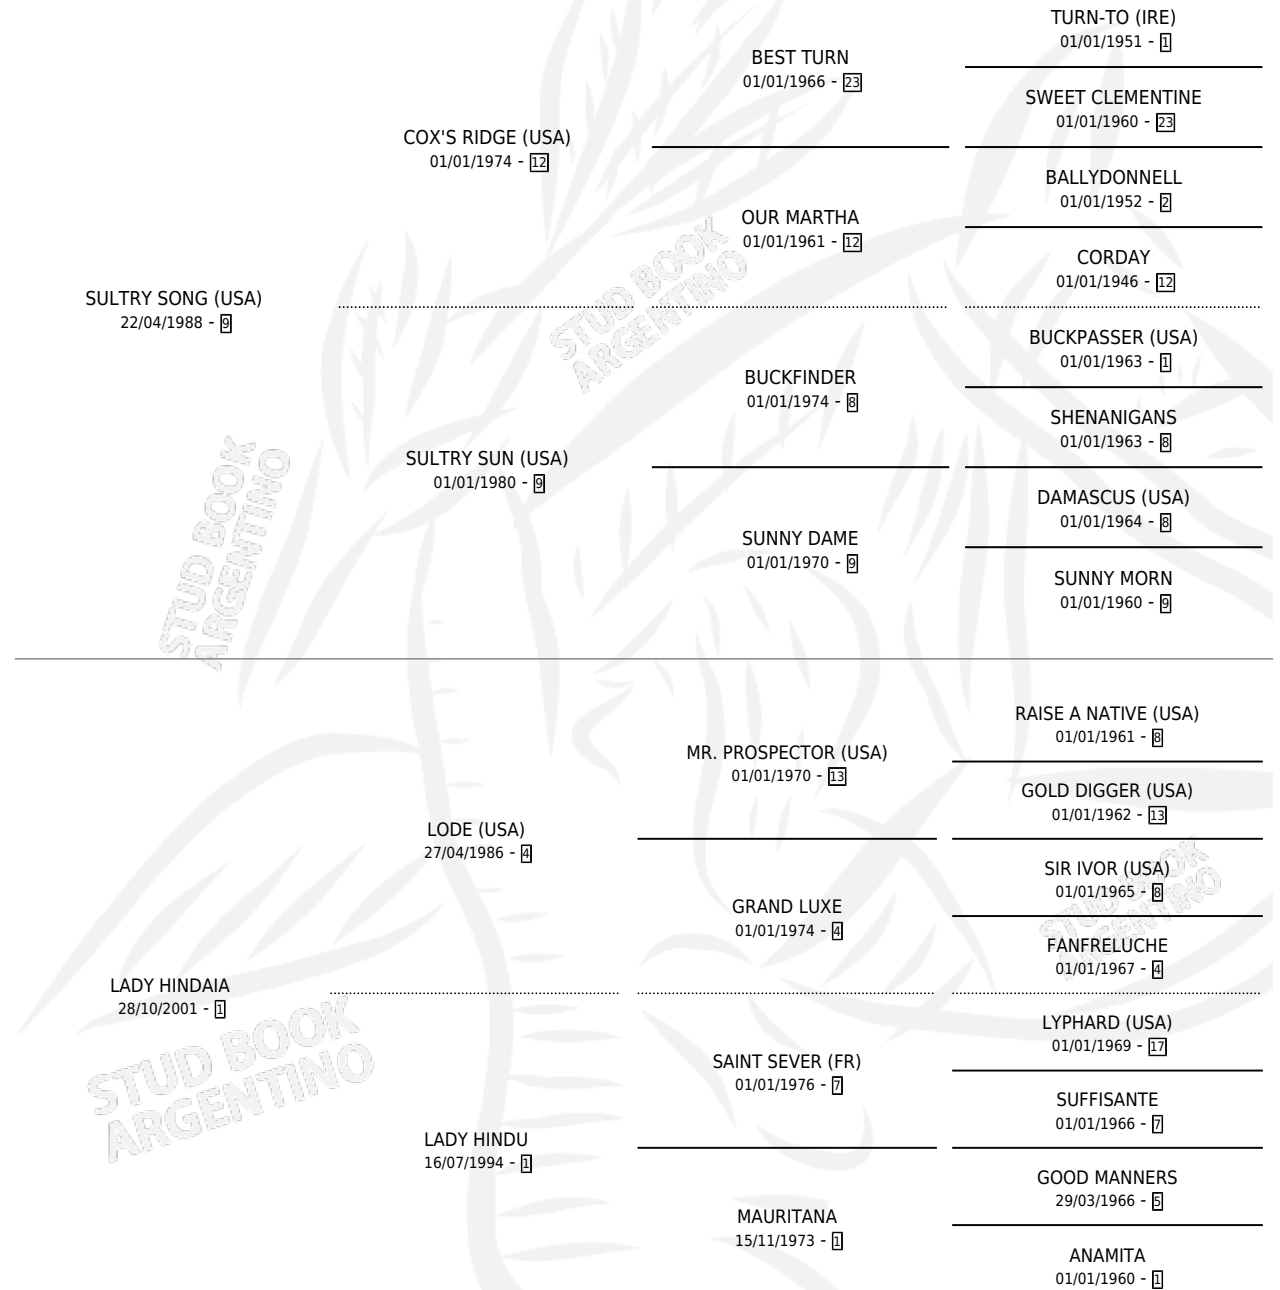 TURN-TO (IRE)
01/01/1951 - 1
BEST TURN
01/01/1966 - 23
SWEET CLEMENTINE
01/01/1960 - 23
COX'S RIDGE (USA)
01/01/1974 - 12
BALLYDONNELL
01/01/1952 - 2
OUR MARTHA
01/01/1961 - 12
CORDAY
01/01/1946 - 12
SULTRY SONG (USA)
22/04/1988 - 9
STUD BOOK
ARGENTINO
BUCKPASSER (USA)
01/01/1963 - 1
BUCKFINDER
01/01/1974 - 8
SHENANIGANS
01/01/1963 - 8
SULTRY SUN (USA)
01/01/1980 - 9
DAMASCUS (USA)
01/01/1964 - 8
SUNNY DAME
01/01/1970 - 9
SUNNY MORN
01/01/1960 - 9
STUD BOOK
ARGENTINO
RAISE A NATIVE (USA)
01/01/1961 - 8
MR. PROSPECTOR (USA)
01/01/1970 - 13
GOLD DIGGER (USA)
01/01/1962 - 13
LODE (USA)
27/04/1986 - 4
SIR IVOR (USA)
01/01/1965 - 8
GRAND LUXE
01/01/1974 - 4
STUD BOOK
ARGENTINO
FANFRELUCHE
01/01/1967 - 4
LADY HINDAIA
28/10/2001 - 1
LYPHARD (USA)
01/01/1969 - 17
SAINT SEVER (FR)
01/01/1976 - 7
STUD BOOK
ARGENTINO
SUFFISANTE
01/01/1966 - 7
LADY HINDU
16/07/1994 - 1
GOOD MANNERS
29/03/1966 - 5
MAURITANA
15/11/1973 - 1
ANAMITA
01/01/1960 - 1